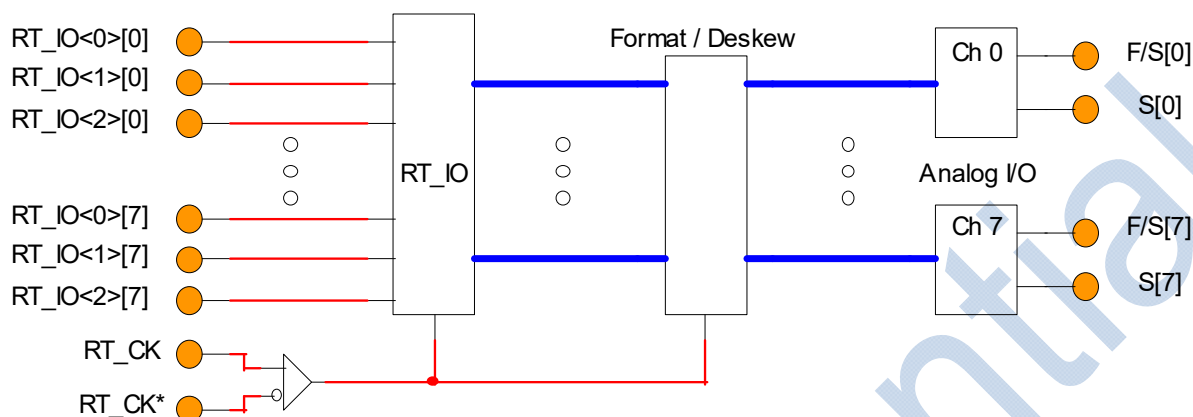 RT_IO<0>[0]
RT_IO<1>[0]
RT_IO<2>[0]
RT_IO<0>[7]
RT_IO<1>[7]
RT_IO<2>[7]
RT_CK
RT_CK*
RT_IO
Format / Deskew
Ch 0
Analog I/O
Ch 7
F/S[0]
S[0]
F/S[7]
S[7]
ntial